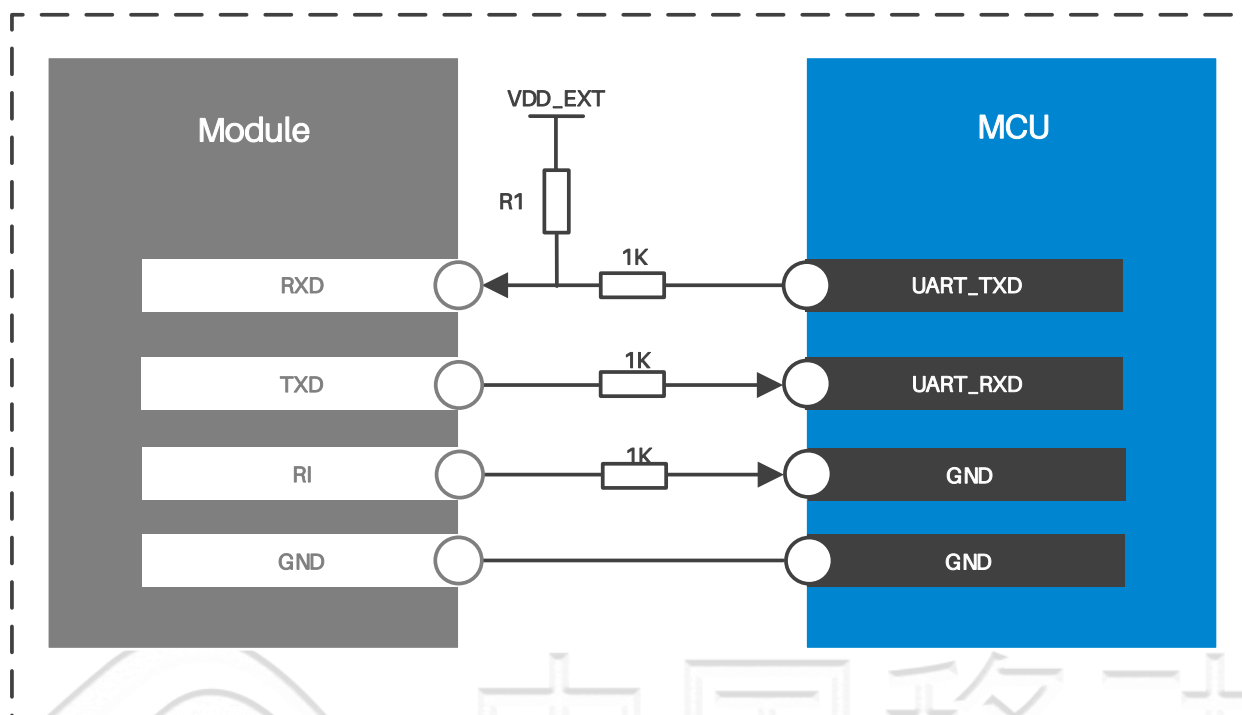 Module
VDD_EXT
MCU
R1
1K
RXD
UART_TXD
1K
TXD
UART_RXD
1K
RI
GND
GND
GND